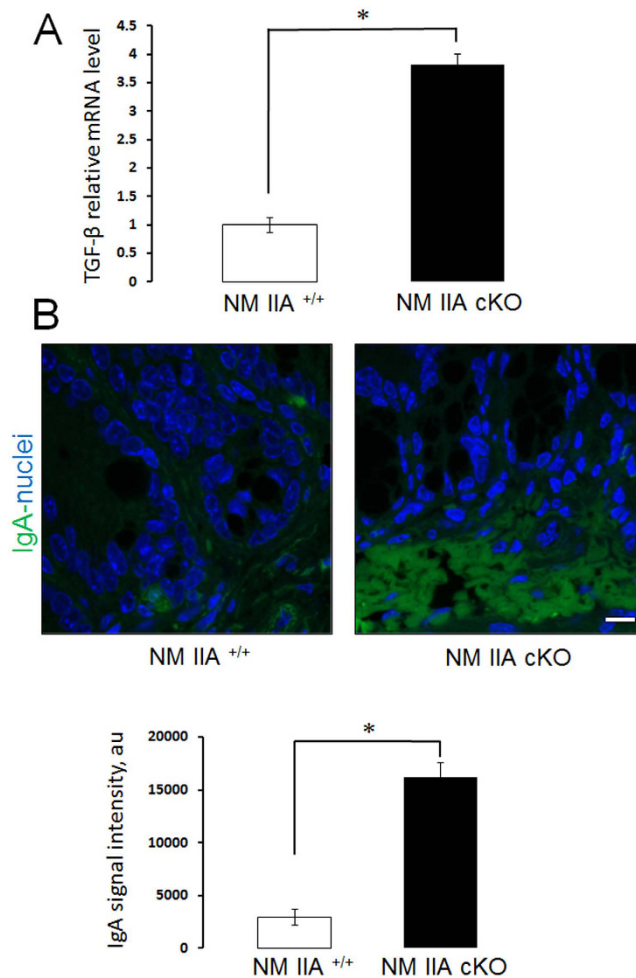 A
TGF-β relative mRNA level
4.5
4
3.5
3
2.5
2
1.5
1
0.5
0
*
NM IIA +/+
NM IIA cKO
B
IgA-nuclei
NM IIA +/+
NM IIA cKO
IgA signal intensity, au
20000
15000
10000
5000
0
*
NM IIA +/+
NM IIA cKO